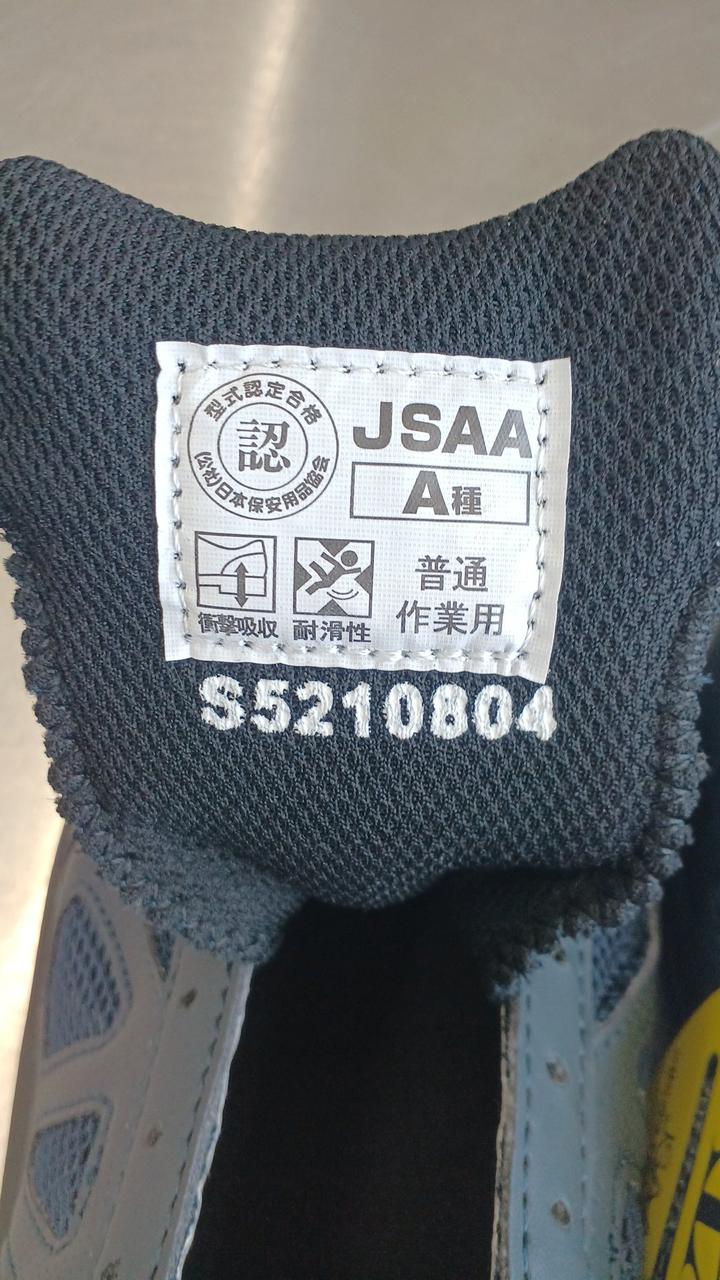 型式認定合格
認
(公社)日本保安用品協会
JSAA
A種
衝撃吸収
耐滑性
普通
作業用
S5210804